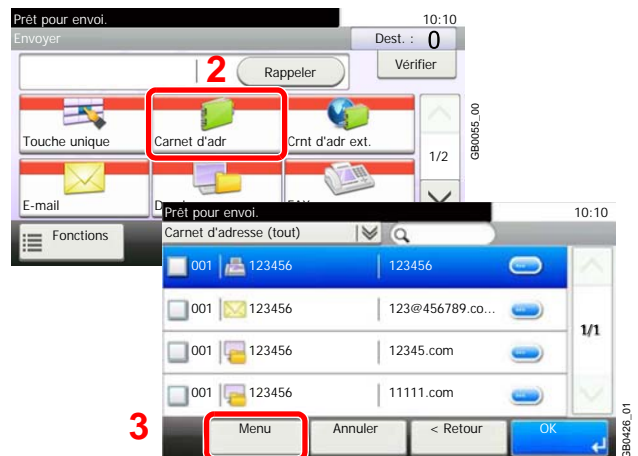 Prêt pour envoi. 10:10
Envoyer Dest. : 0
2 Rappeler Vérifier
Touche unique Carnet d'adr Crnt d'adr ext.
1/2
GB0055_00
E-mail
Fonctions
Prêt pour envoi. 10:10
Carnet d'adresse (tout)
001 123456 123456
001 123456 123@456789.co...
1/1
001 123456 12345.com
001 123456 11111.com
3 Menu Annuler < Retour OK
GB0426_01